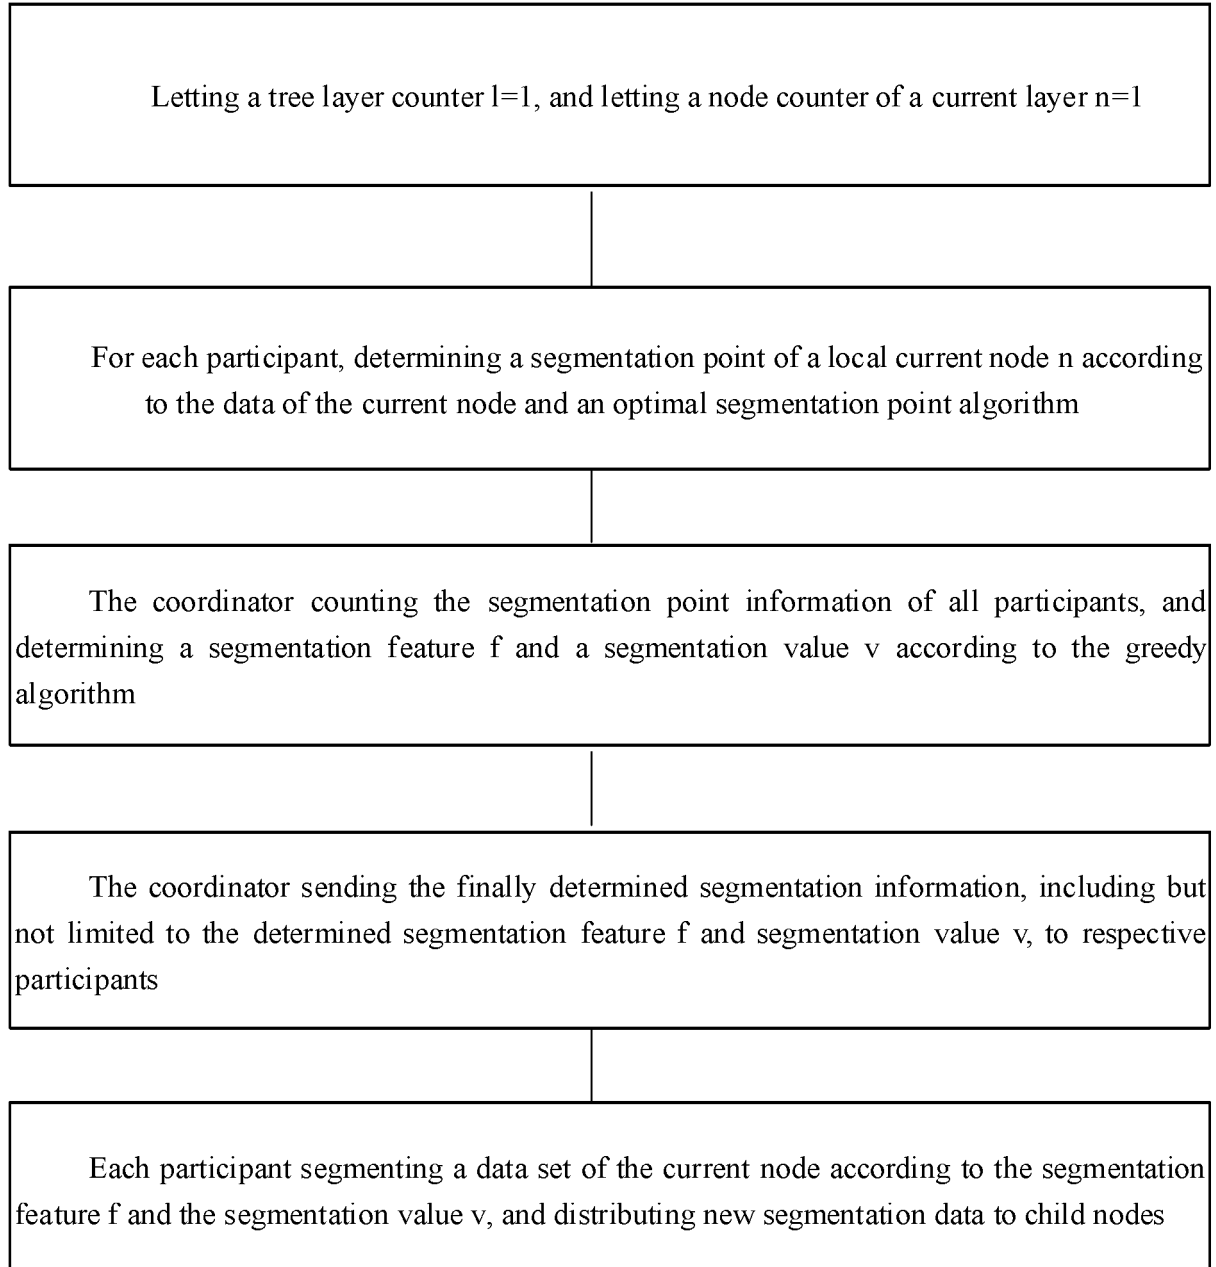 Letting a tree layer counter l=1, and letting a node counter of a current layer n=1
For each participant, determining a segmentation point of a local current node n according
to the data of the current node and an optimal segmentation point algorithm
The coordinator counting the segmentation point information of all participants, and
determining a segmentation feature f and a segmentation value v according to the greedy
algorithm
The coordinator sending the finally determined segmentation information, including but
not limited to the determined segmentation feature f and segmentation value v, to respective
participants
Each participant segmenting a data set of the current node according to the segmentation
feature f and the segmentation value v, and distributing new segmentation data to child nodes